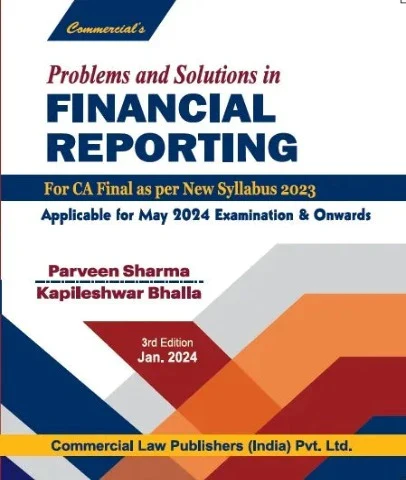 Commercial's
Problems and Solutions in
FINANCIAL
REPORTING
For CA Final as per New Syllabus 2023
Applicable for May 2024 Examination & Onwards
Parveen Sharma
Kapileshwar Bhalla
3rd Edition
Jan. 2024
Commercial Law Publishers (India) Pvt. Ltd.